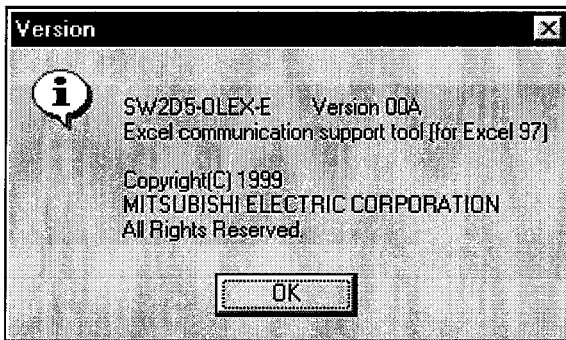 Version
SW2D5-OLEX-E Version 00A
Excel communication support tool (for Excel 97)
Copyright(C) 1999
MITSUBISHI ELECTRIC CORPORATION
All Rights Reserved.
OK